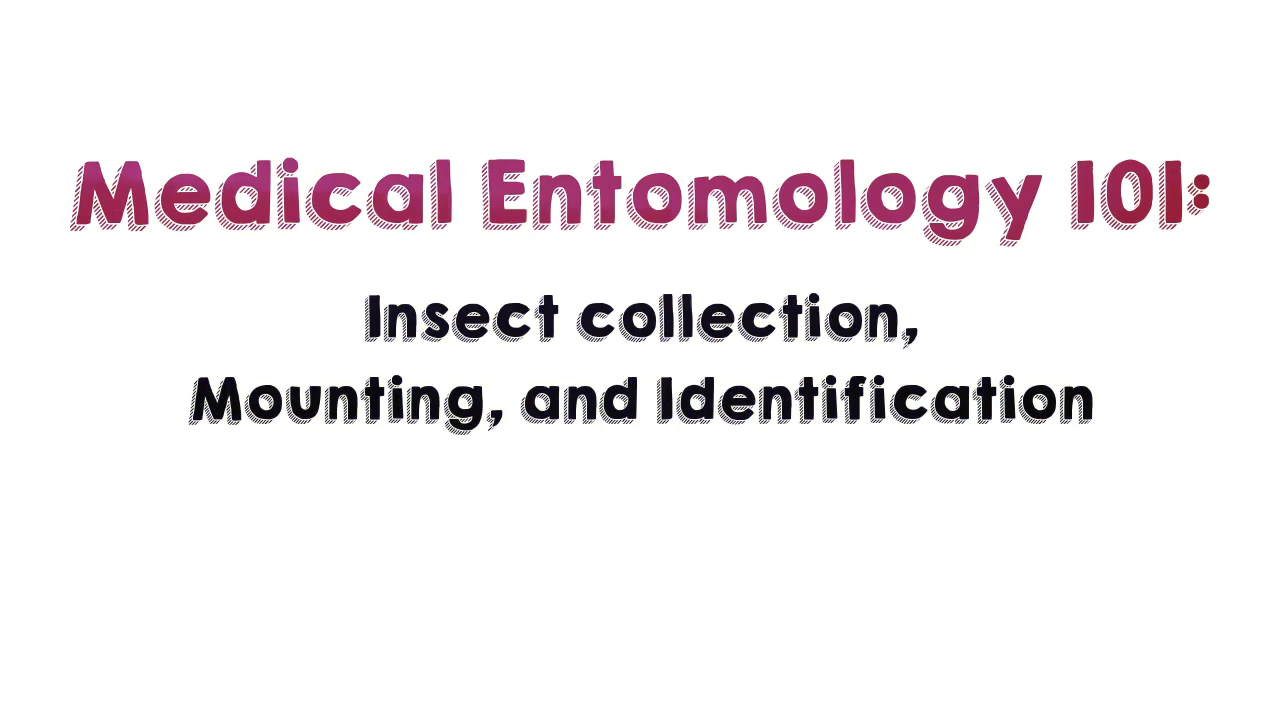 Medical Entomology 101:
Insect collection,
Mounting, and Identification